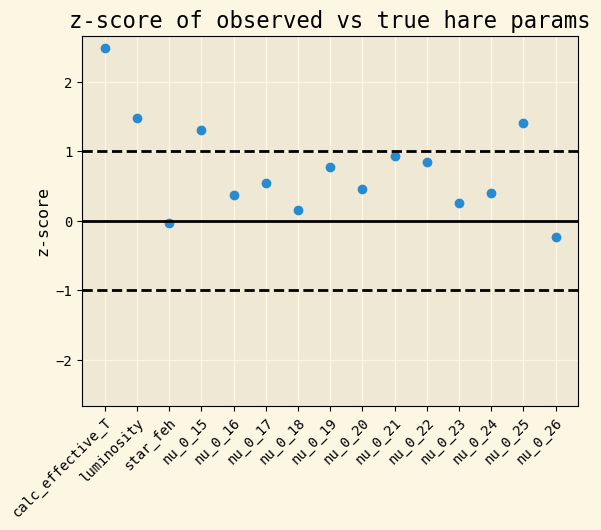 z-score of observed vs true hare params
z-score
2
1
0
−1
−2
calc_effective_T
luminosity
star_feh
nu_0_15
nu_0_16
nu_0_17
nu_0_18
nu_0_19
nu_0_20
nu_0_21
nu_0_22
nu_0_23
nu_0_24
nu_0_25
nu_0_26